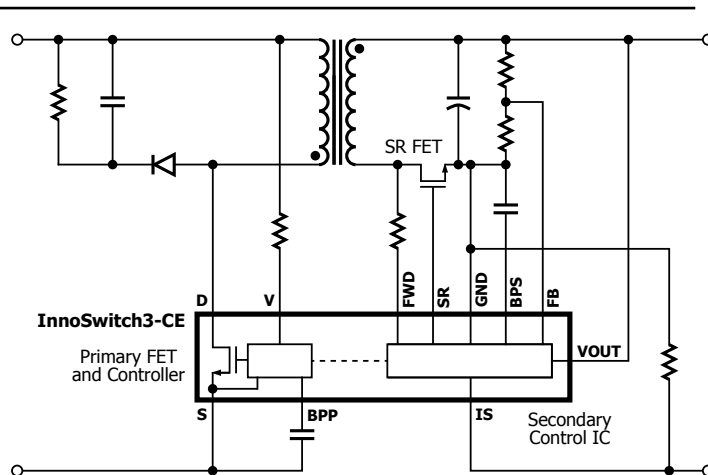 SR FET
D
V
FWD
SR
GND
BPS
FB
InnoSwitch3-CE
VOUT
Primary FET
and Controller
S
BPP
IS
Secondary
Control IC